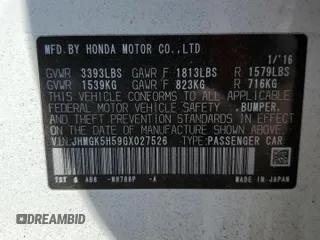 MFD.BY HONDA MOTOR CO.,LTD
1/'16
GVWR 3393LBS GAWR F 1813LBS R 1579LBS
GVWR 1539KG GAWR F 823KG R 716KG
THIS VEHICLE CONFORMS TO ALL APPLICABLE
FEDERAL MOTOR VEHICLE SAFETY, BUMPER,
AND THEFT PREVENTION STANDARDS IN EFFECT
ON THE DATE OF MANUFACTURE SHOWN ABOVE.
V.I.N:JHMGK5H59GX027526 TYPE:PASSENGER CAR
NH788P -A
MADE IN JAPAN